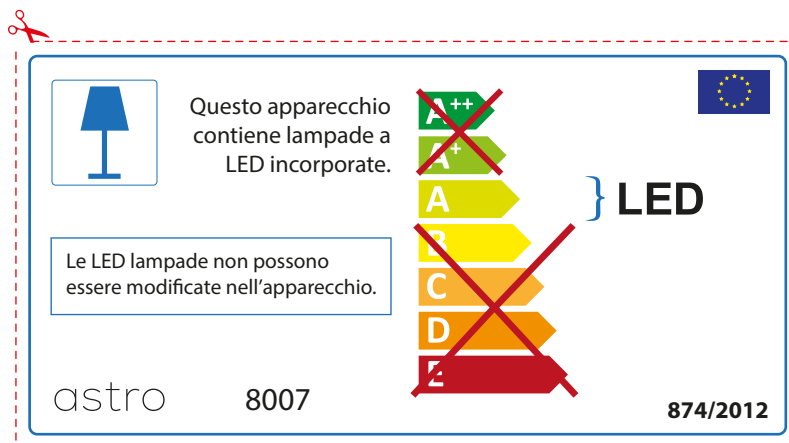 Questo apparecchio
contiene lampade a
LED incorporate.
Le LED lampade non possono
essere modificate nell'apparecchio.
A++
A+
A
B
C
D
E
LED
astro
8007
874/2012